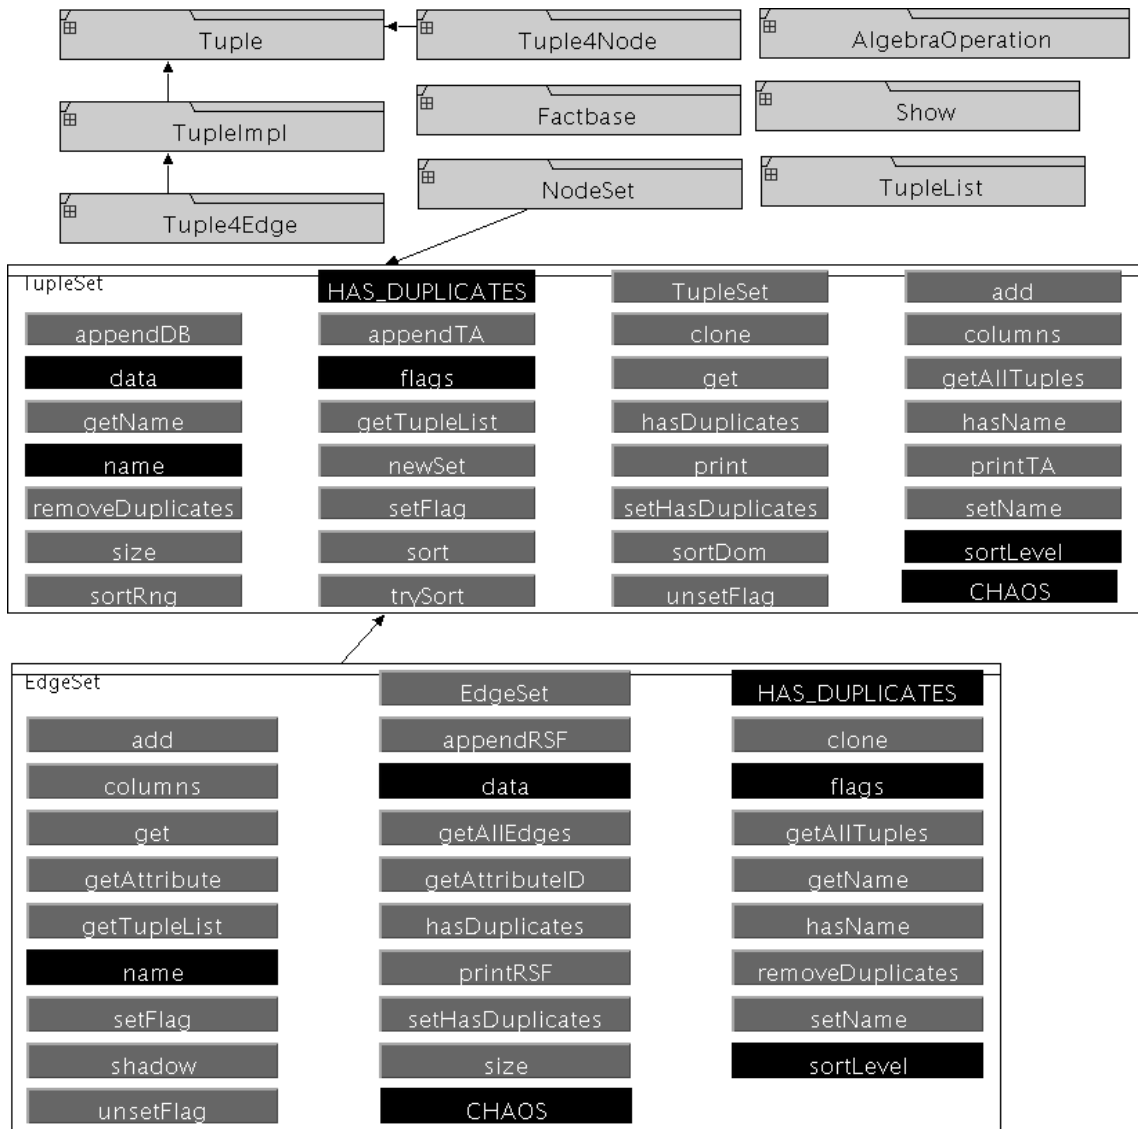 Tuple
Tuple4Node
AlgebraOperation
TupleImpl
Factbase
Show
Tuple4Edge
NodeSet
TupleList
TupleSet
HAS_DUPLICATES
TupleSet
add
appendDB
appendTA
clone
columns
data
flags
get
getAllTuples
getName
getTupleList
hasDuplicates
hasName
name
newSet
print
printTA
removeDuplicates
setFlag
setHasDuplicates
setName
size
sort
sortDom
sortLevel
sortRng
trySort
unsetFlag
CHAOS
EdgeSet
EdgeSet
HAS_DUPLICATES
add
appendRSF
clone
columns
data
flags
get
getAllEdges
getAllTuples
getAttribute
getAttributeID
getName
getTupleList
hasDuplicates
hasName
name
printRSF
removeDuplicates
setFlag
setHasDuplicates
setName
shadow
size
sortLevel
unsetFlag
CHAOS